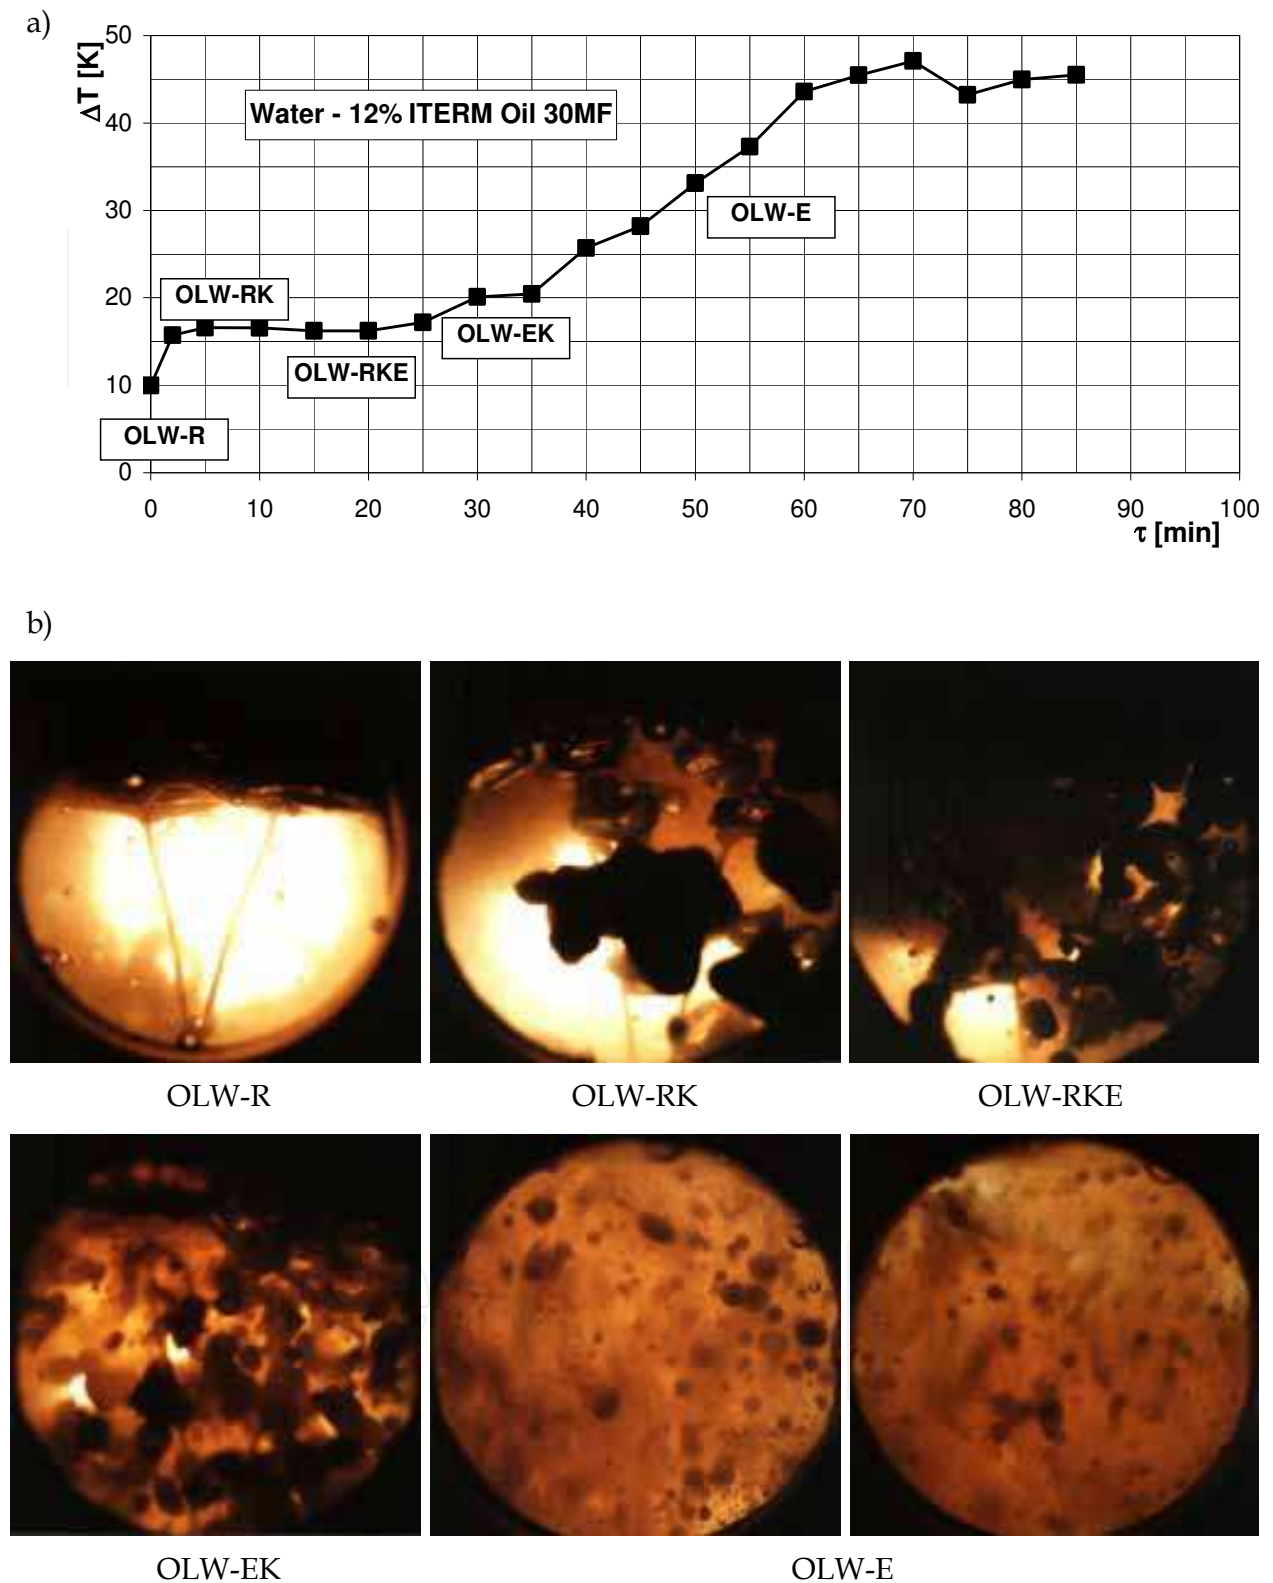 a)
ΔT [K]
50
40
30
20
10
0
Water - 12% ITERM Oil 30MF
OLW-E
OLW-RK
OLW-EK
OLW-RKE
OLW-R
0 10 20 30 40 50 60 70 80 90 100
τ [min]
b)
OLW-R OLW-RK OLW-RKE
OLW-EK OLW-E